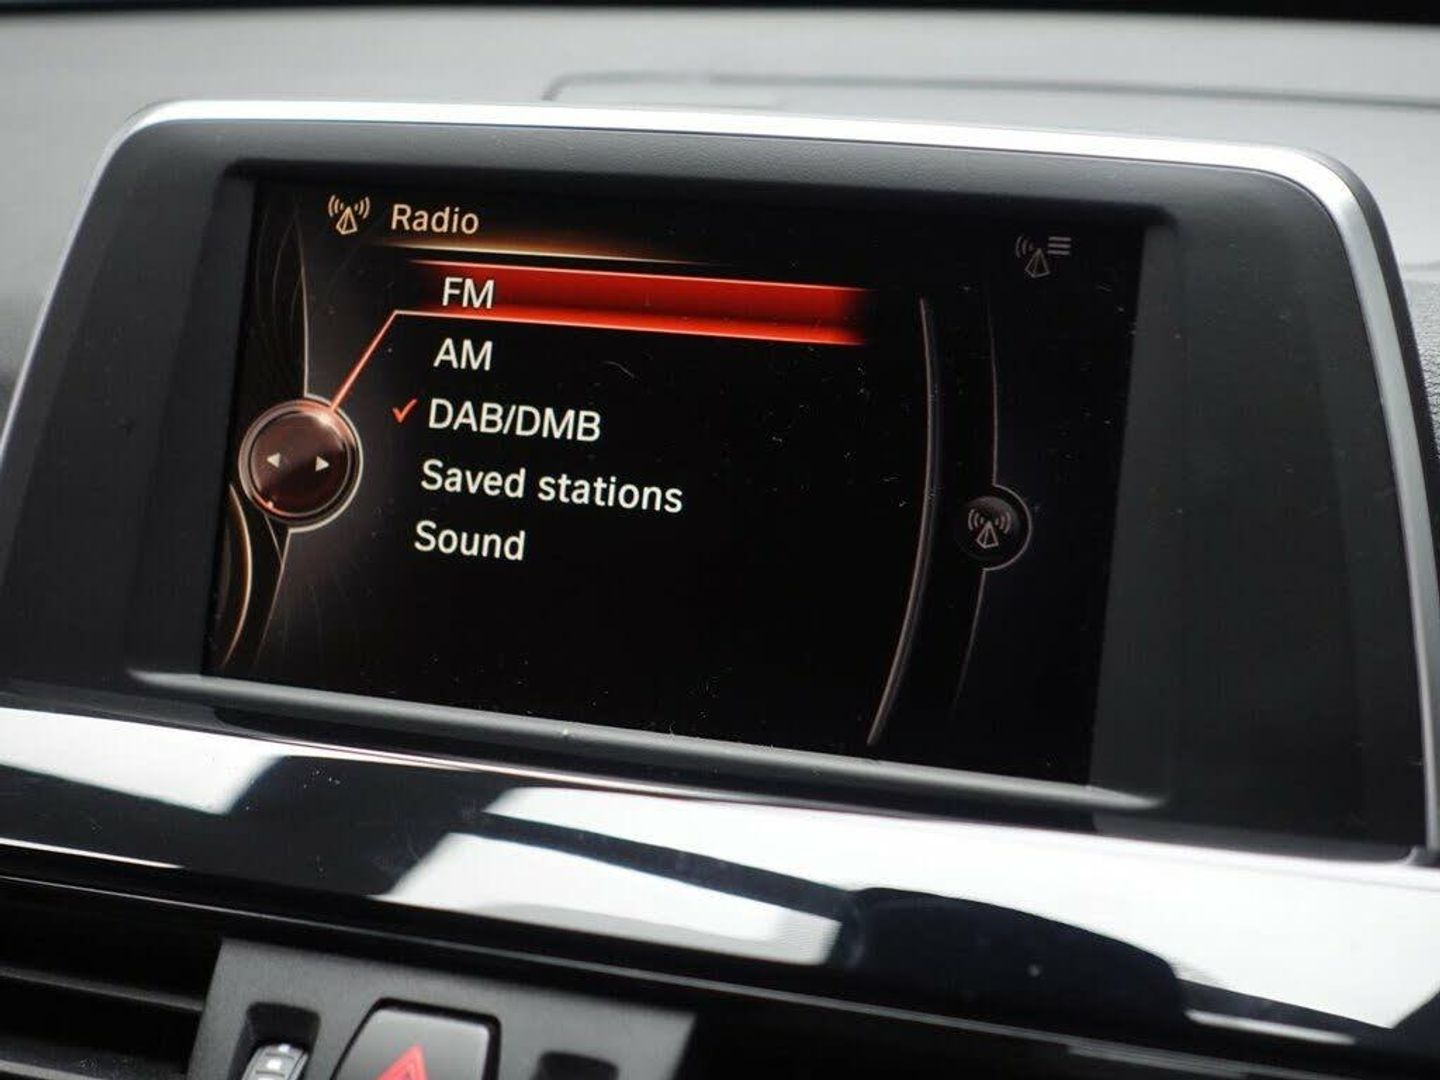 Radio
FM
AM
DAB/DMB
Saved stations
Sound